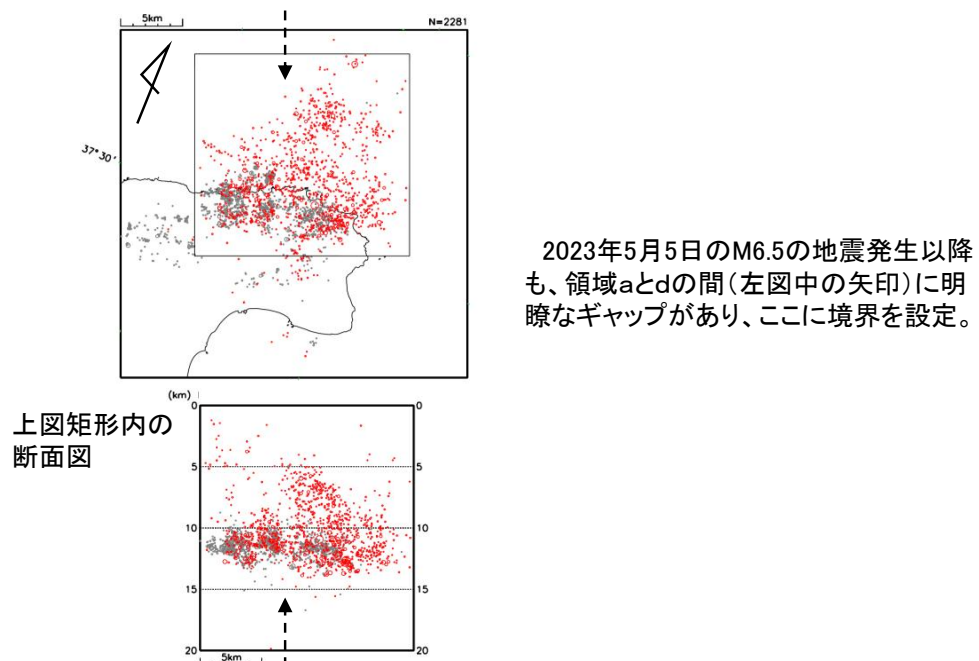 5km
N=2281
37°30'
2023年5月5日のM6.5の地震発生以降
も、領域aとdの間(左図中の矢印)に明
瞭なギャップがあり、ここに境界を設定。
上図矩形内の
断面図
(km)
0 0
5 5
10 10
15 15
20 20
5km